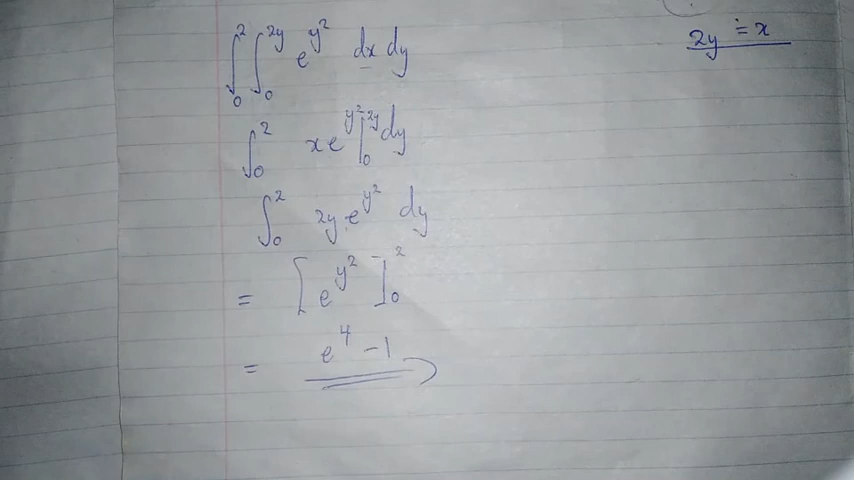 ∫₀² ∫₀^{2y} e^{y²} dx dy
2y = x
∫₀² x e^{y²} |₀^{2y} dy
∫₀² 2y . e^{y²} dy
= [ e^{y²} ]₀²
= e⁴ - 1